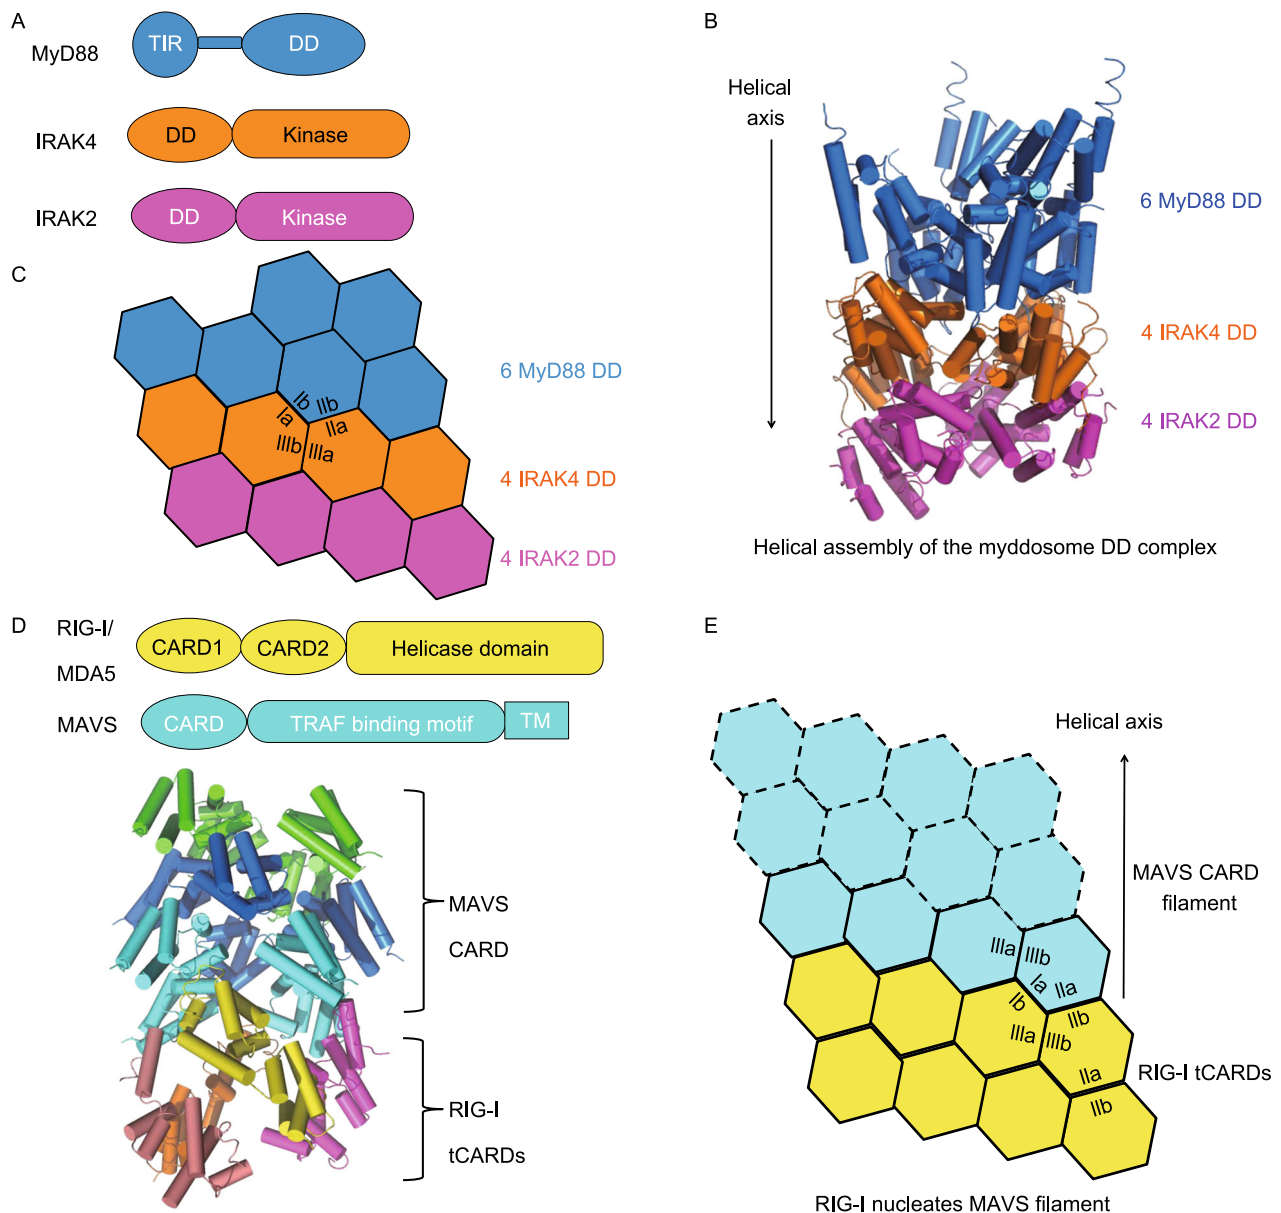 A
MyD88
TIR
DD
IRAK4
DD
Kinase
IRAK2
DD
Kinase
B
Helical
axis
6 MyD88 DD
4 IRAK4 DD
4 IRAK2 DD
Helical assembly of the myddosome DD complex
C
Ib
IIb
Ia
IIa
IIIb
IIIa
6 MyD88 DD
4 IRAK4 DD
4 IRAK2 DD
D
RIG-I/
MDA5
CARD1
CARD2
Helicase domain
MAVS
CARD
TRAF binding motif
TM
MAVS
CARD
RIG-I
tCARDs
E
Helical axis
MAVS CARD
filament
IIIa
IIIb
Ia
IIa
Ib
IIb
IIIa
IIIb
IIa
IIb
RIG-I tCARDs
RIG-I nucleates MAVS filament